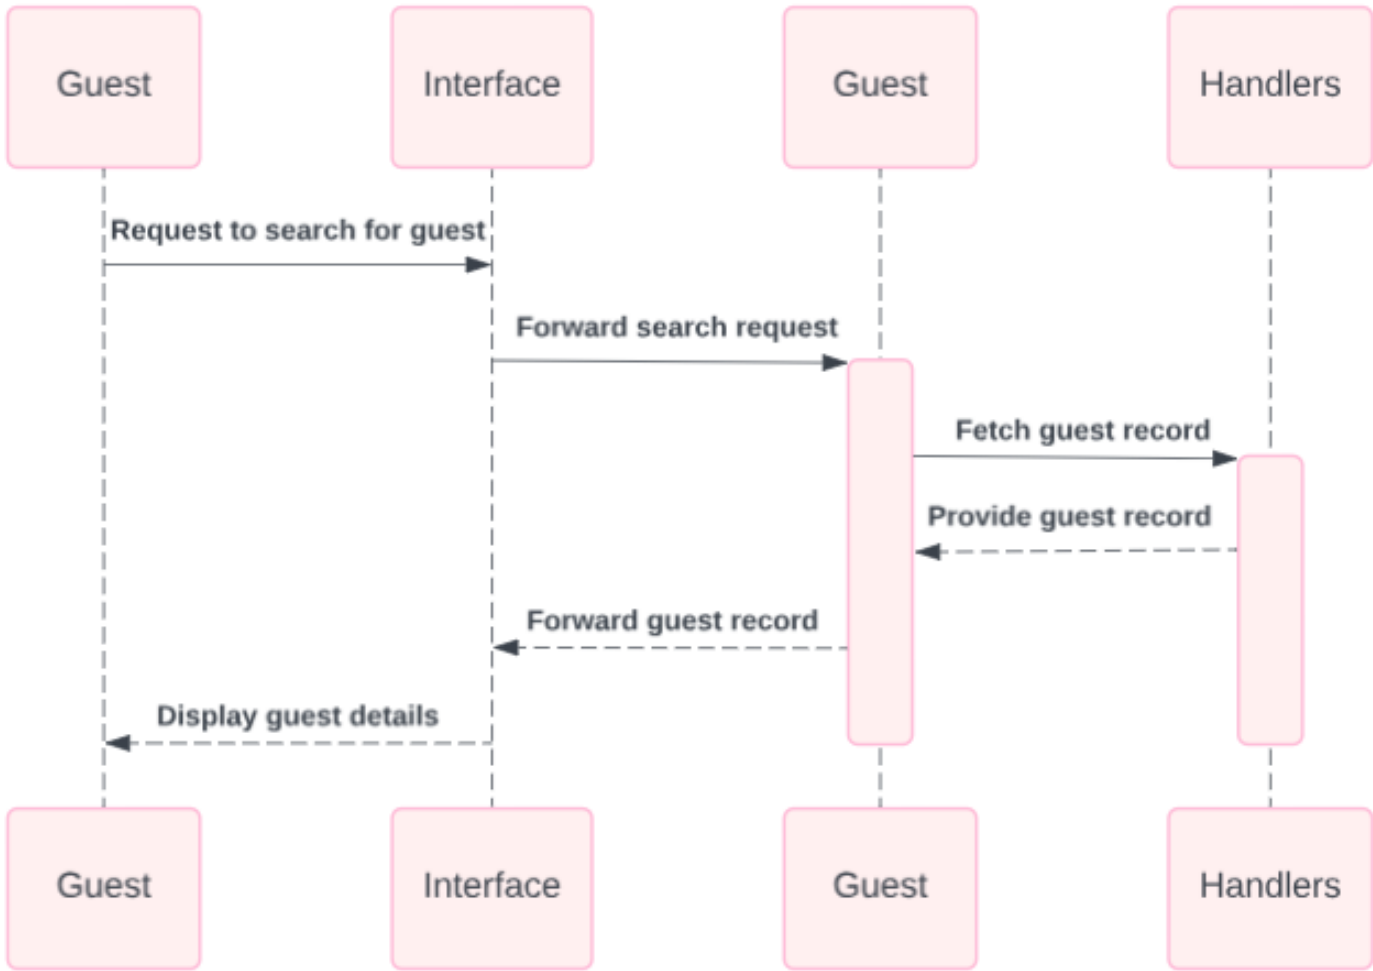 Guest
Interface
Guest
Handlers
Request to search for guest
Forward search request
Fetch guest record
Provide guest record
Forward guest record
Display guest details
Guest
Interface
Guest
Handlers